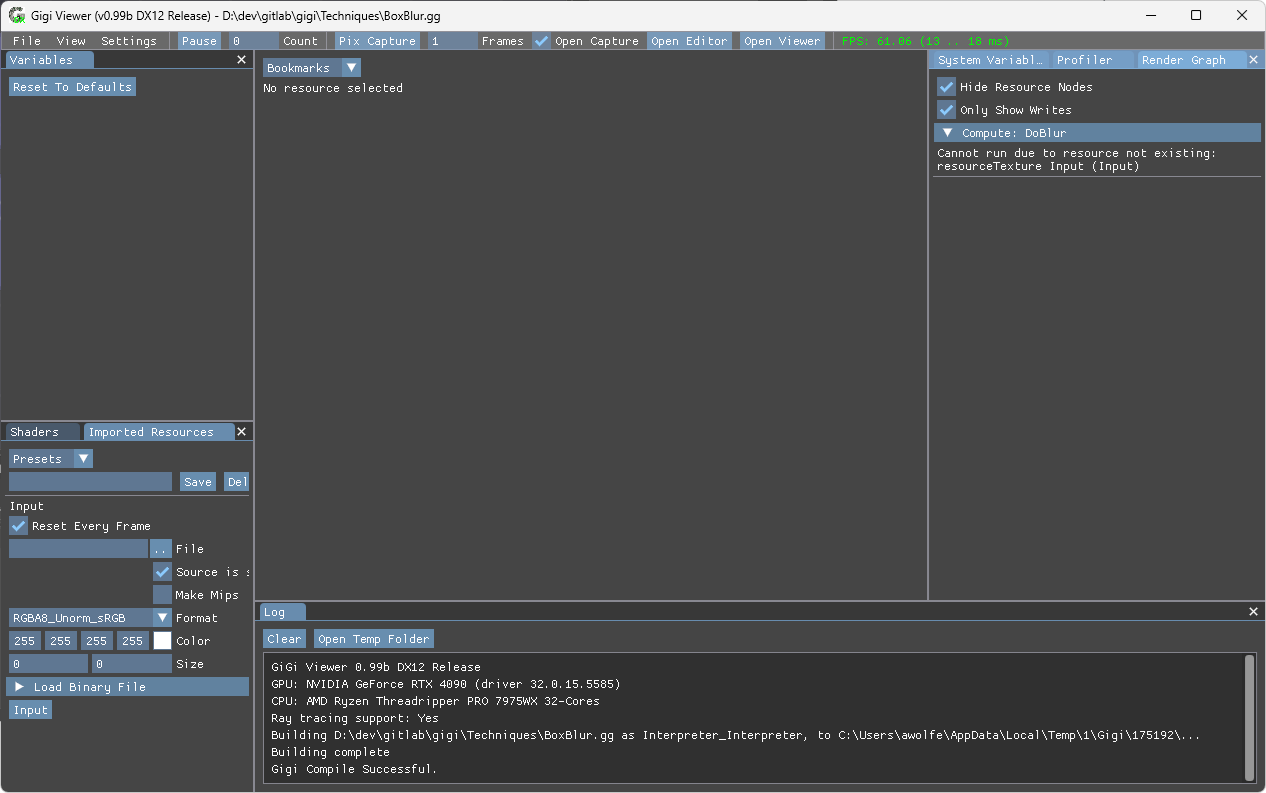 Gigi Viewer (v0.99b DX12 Release) - D:\dev\gitlab\gigi\Techniques\BoxBlur.gg
File View Settings Pause 0 Count Pix Capture 1 Frames Open Capture Open Editor Open Viewer FPS: 61.06 (13 .. 18 ms)
Variables
Reset To Defaults
Bookmarks
No resource selected
System Variabl… Profiler Render Graph
Hide Resource Nodes
Only Show Writes
Compute: DoBlur
Cannot run due to resource not existing:
resourceTexture Input (Input)
Shaders Imported Resources
Presets
Save Del
Input
Reset Every Frame
.. File
Source is s
Make Mips
RGBA8_Unorm_sRGB Format
255 255 255 255 Color
0 0 Size
Load Binary File
Input
Log
Clear Open Temp Folder
GiGi Viewer 0.99b DX12 Release
GPU: NVIDIA GeForce RTX 4090 (driver 32.0.15.5585)
CPU: AMD Ryzen Threadripper PRO 7975WX 32-Cores
Ray tracing support: Yes
Building D:\dev\gitlab\gigi\Techniques\BoxBlur.gg as Interpreter_Interpreter, to C:\Users\awolfe\AppData\Local\Temp\1\Gigi\175192\...
Building complete
Gigi Compile Successful.